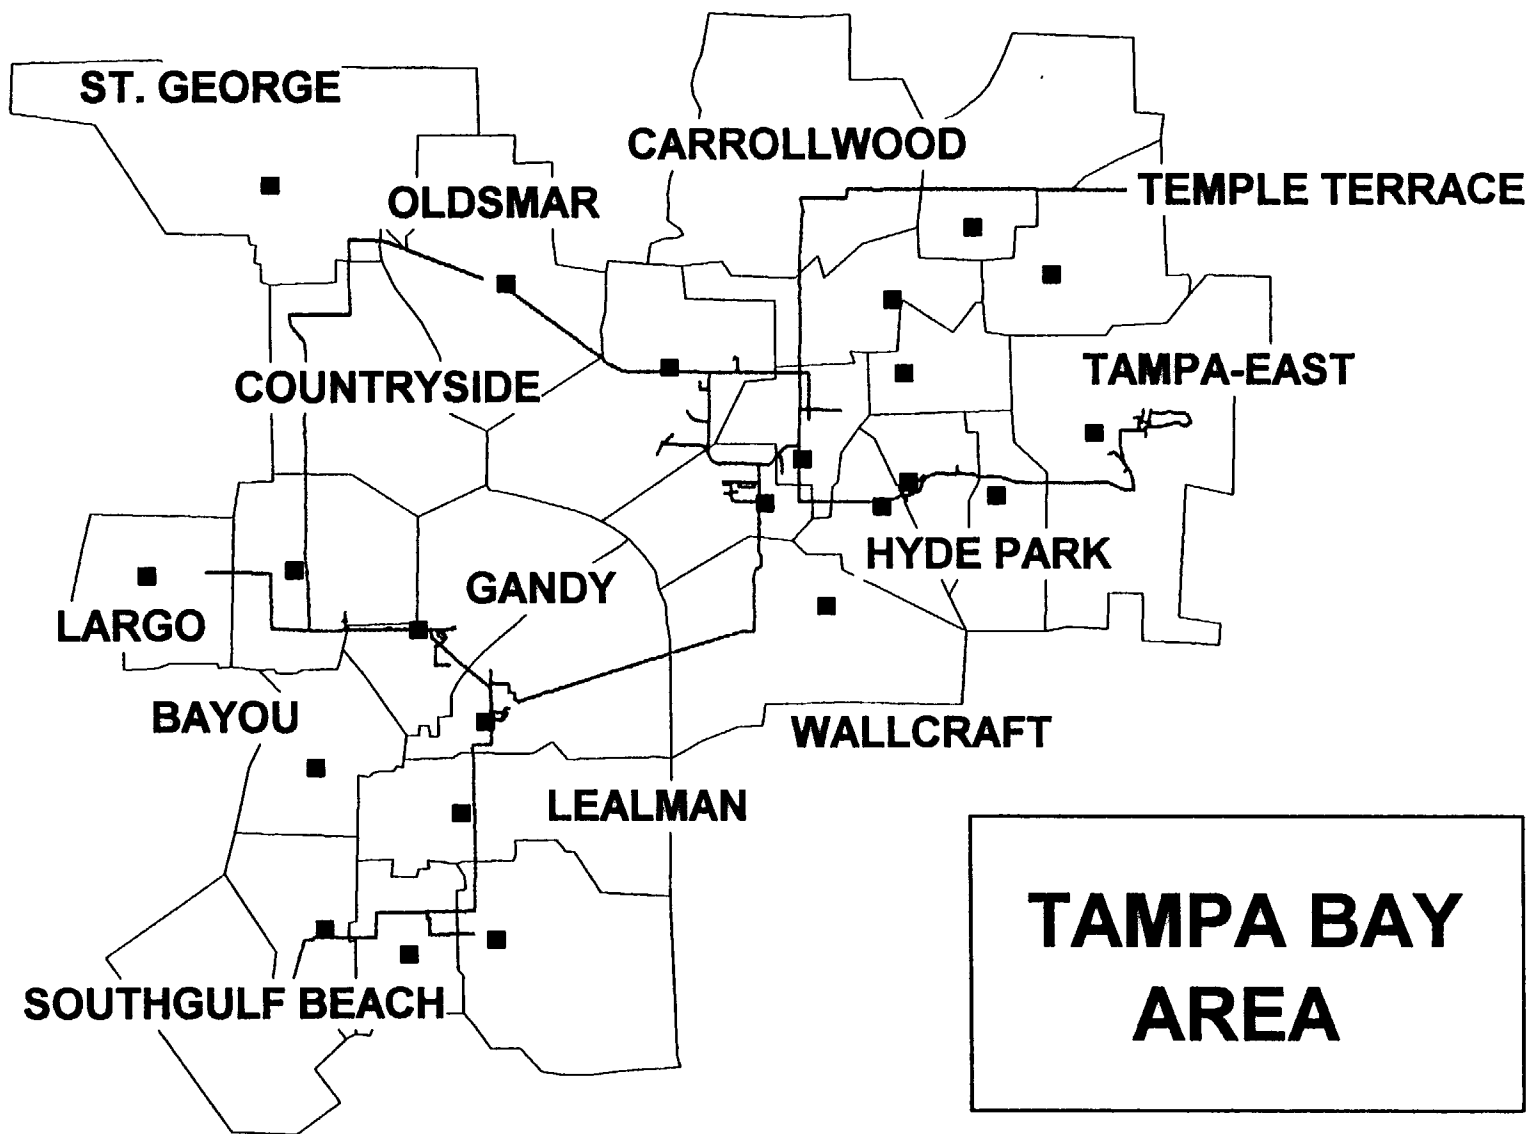 ST. GEORGE
CARROLLWOOD
OLDSMAR
TEMPLE TERRACE
COUNTRYSIDE
TAMPA-EAST
HYDE PARK
GANDY
LARGO
BAYOU
WALLCRAFT
LEALMAN
SOUTHGULF BEACH
TAMPA BAY
AREA